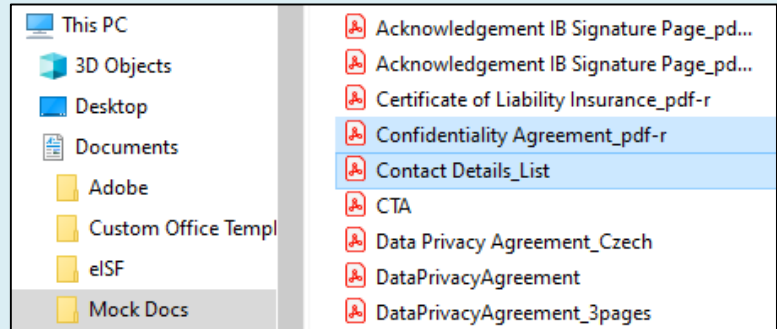 This PC
3D Objects
Desktop
Documents
Adobe
Custom Office Templ
eISF
Mock Docs
Acknowledgement IB Signature Page_pd...
Acknowledgement IB Signature Page_pd...
Certificate of Liability Insurance_pdf-r
Confidentiality Agreement_pdf-r
Contact Details_List
CTA
Data Privacy Agreement_Czech
DataPrivacyAgreement
DataPrivacyAgreement_3pages